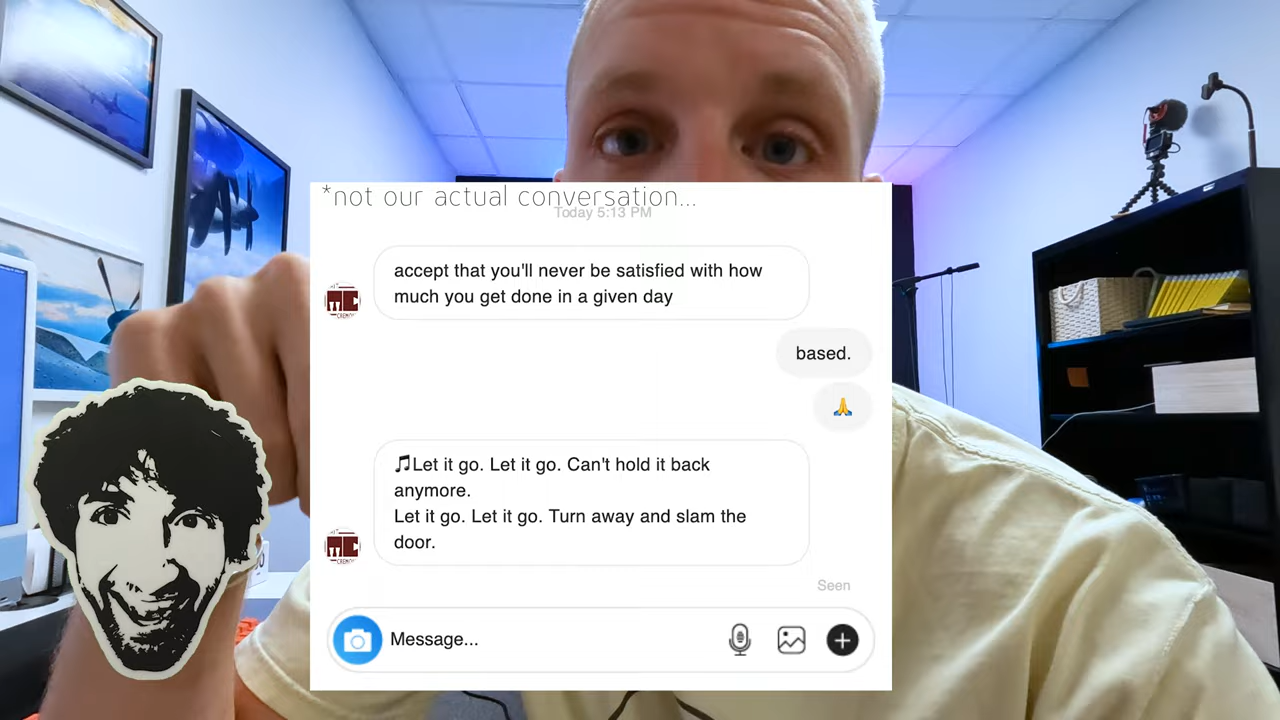 *not our actual conversation...
Today 5:13 PM
accept that you'll never be satisfied with how
much you get done in a given day
based.
🙏
🎵Let it go. Let it go. Can't hold it back
anymore.
Let it go. Let it go. Turn away and slam the
door.
Seen
Message...